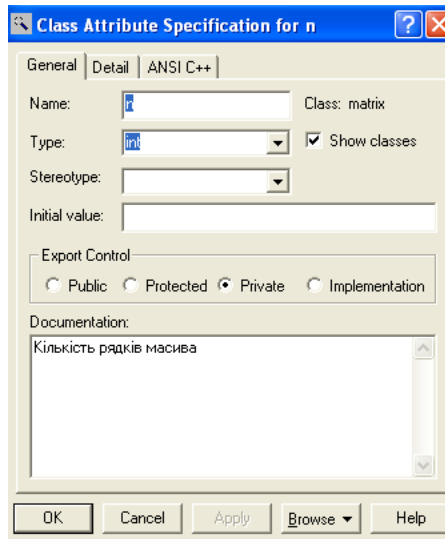 Class Attribute Specification for n
General Detail ANSI C++
Name: n Class: matrix
Type: int Show classes
Stereotype:
Initial value:
Export Control
Public Protected Private Implementation
Documentation:
Кількість рядків масива
OK Cancel Apply Browse Help